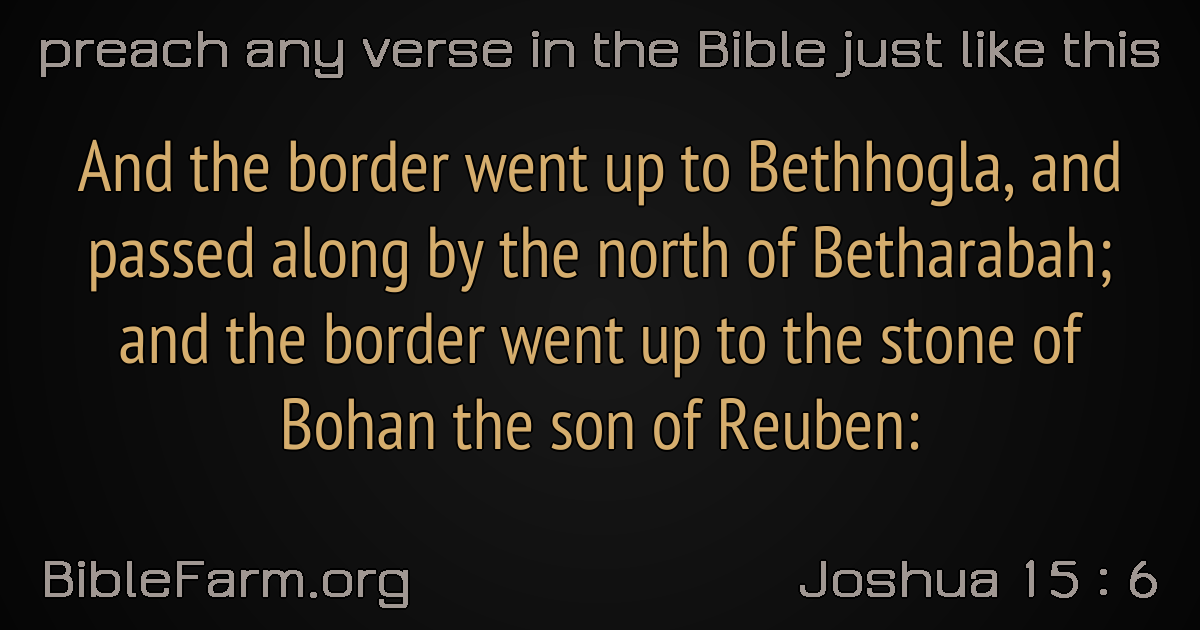 preach any verse in the Bible just like this
And the border went up to Bethhogla, and
passed along by the north of Betharabah;
and the border went up to the stone of
Bohan the son of Reuben:
BibleFarm.org
Joshua 15 : 6